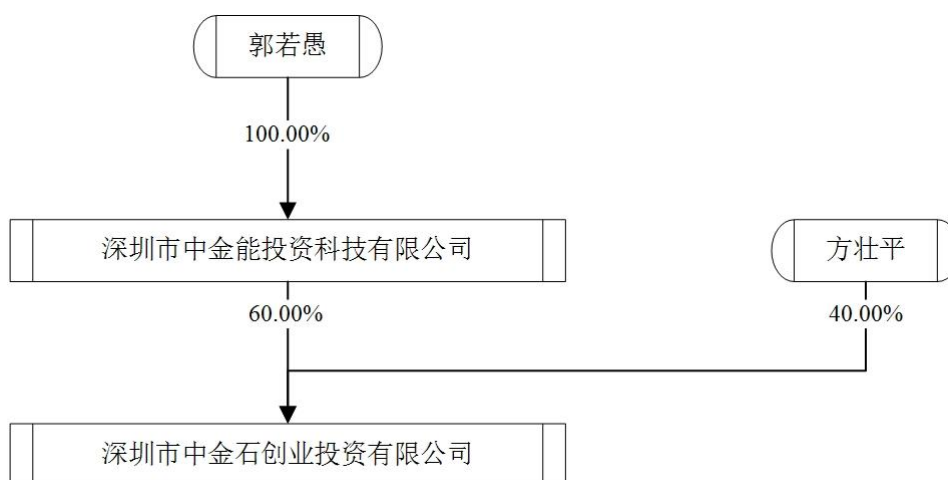 郭若愚
100.00%
深圳市中金能投资科技有限公司
方壮平
60.00%
40.00%
深圳市中金石创业投资有限公司